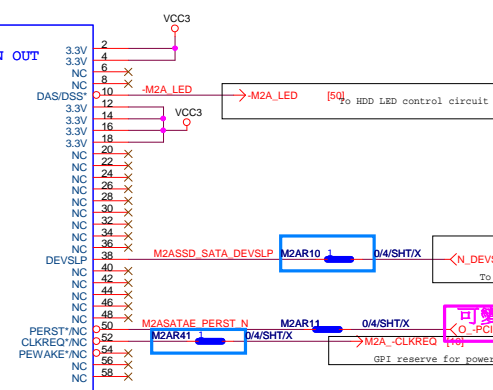 VCC3
N OUT
3.3V 2
3.3V 4
NC 6
NC 8
DAS/DSS* 10 -M2A_LED -M2A_LED [50] To HDD LED control circuit
3.3V 12
3.3V 14 VCC3
3.3V 16
3.3V 18
NC 20
NC 22
NC 24
NC 26
NC 28
NC 30
NC 32
NC 34
NC 36
DEVSLP 38 M2ASSD_SATA_DEVSLP M2AR10 1 0/4/SHT/X N_DEVS
To
NC 40
NC 42
NC 44
NC 46
NC 48
PERST*/NC 50 M2ASATAE_PERST_N M2AR11 0/4/SHT/X O_-PCI
CLKREQ*/NC 52 M2AR41 1 0/4/SHT/X M2A_-CLKREQ
PEWAKE*/NC 54
GPI reserve for power
NC 56
NC 58